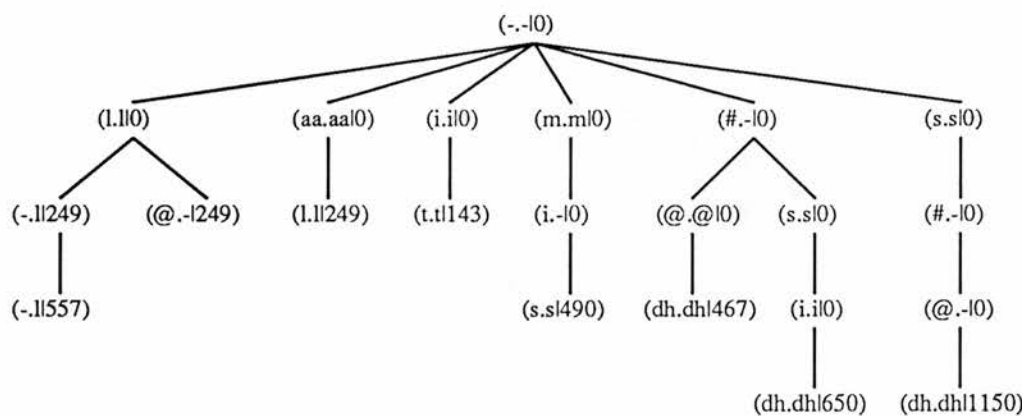 (-.-|0)
(l.l|0) (aa.aa|0) (i.i|0) (m.m|0) (#.-|0) (s.s|0)
(-.l|249) (@.-|249) (l.l|249) (t.t|143) (i.-|0) (@.@|0) (s.s|0) (#.-|0)
(-.l|557) (s.s|490) (dh.dh|467) (i.i|0) (@.-|0)
(dh.dh|650) (dh.dh|1150)